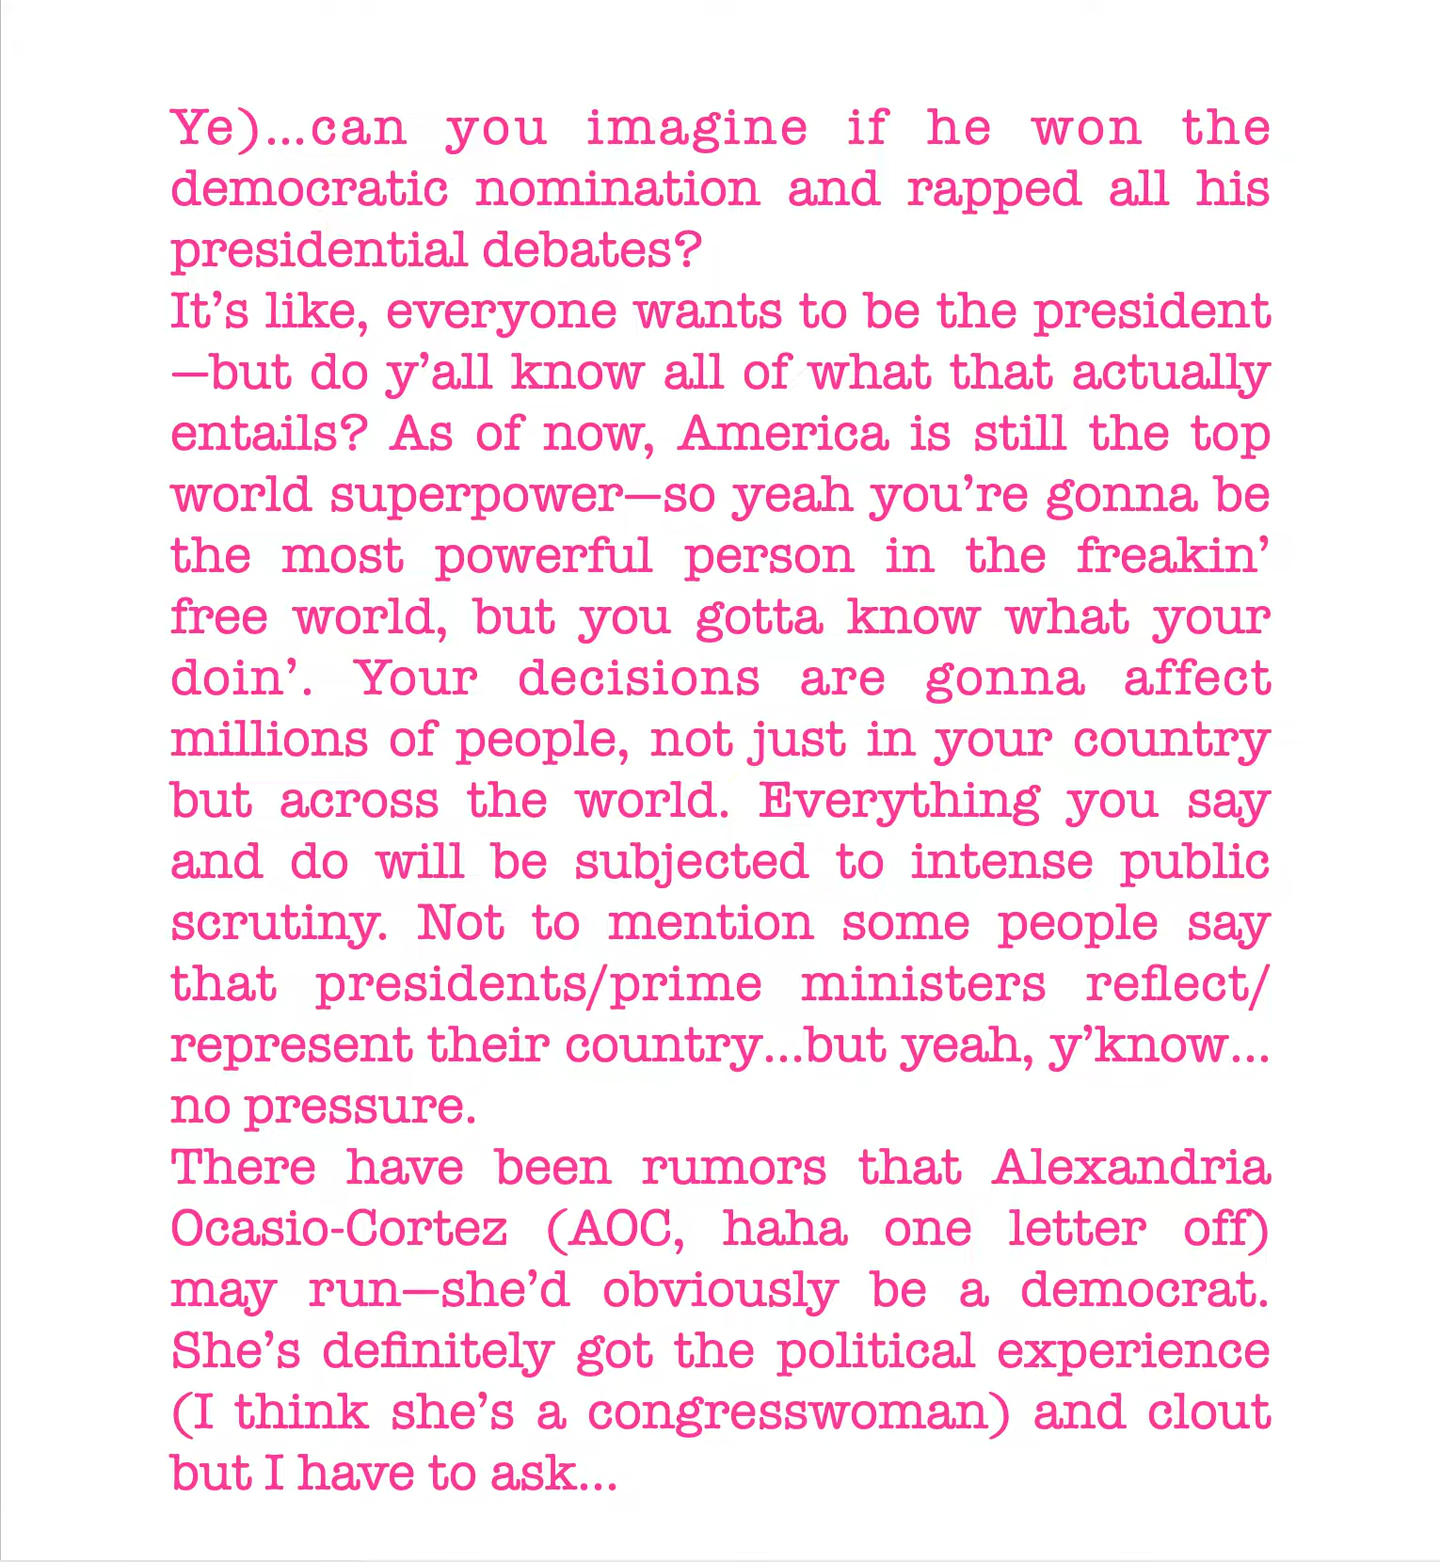 Ye)...can you imagine if he won the
democratic nomination and rapped all his
presidential debates?
It’s like, everyone wants to be the president
—but do y’all know all of what that actually
entails? As of now, America is still the top
world superpower—so yeah you’re gonna be
the most powerful person in the freakin’
free world, but you gotta know what your
doin’. Your decisions are gonna affect
millions of people, not just in your country
but across the world. Everything you say
and do will be subjected to intense public
scrutiny. Not to mention some people say
that presidents/prime ministers reflect/
represent their country...but yeah, y’know...
no pressure.
There have been rumors that Alexandria
Ocasio-Cortez (AOC, haha one letter off)
may run—she’d obviously be a democrat.
She’s definitely got the political experience
(I think she’s a congresswoman) and clout
but I have to ask...